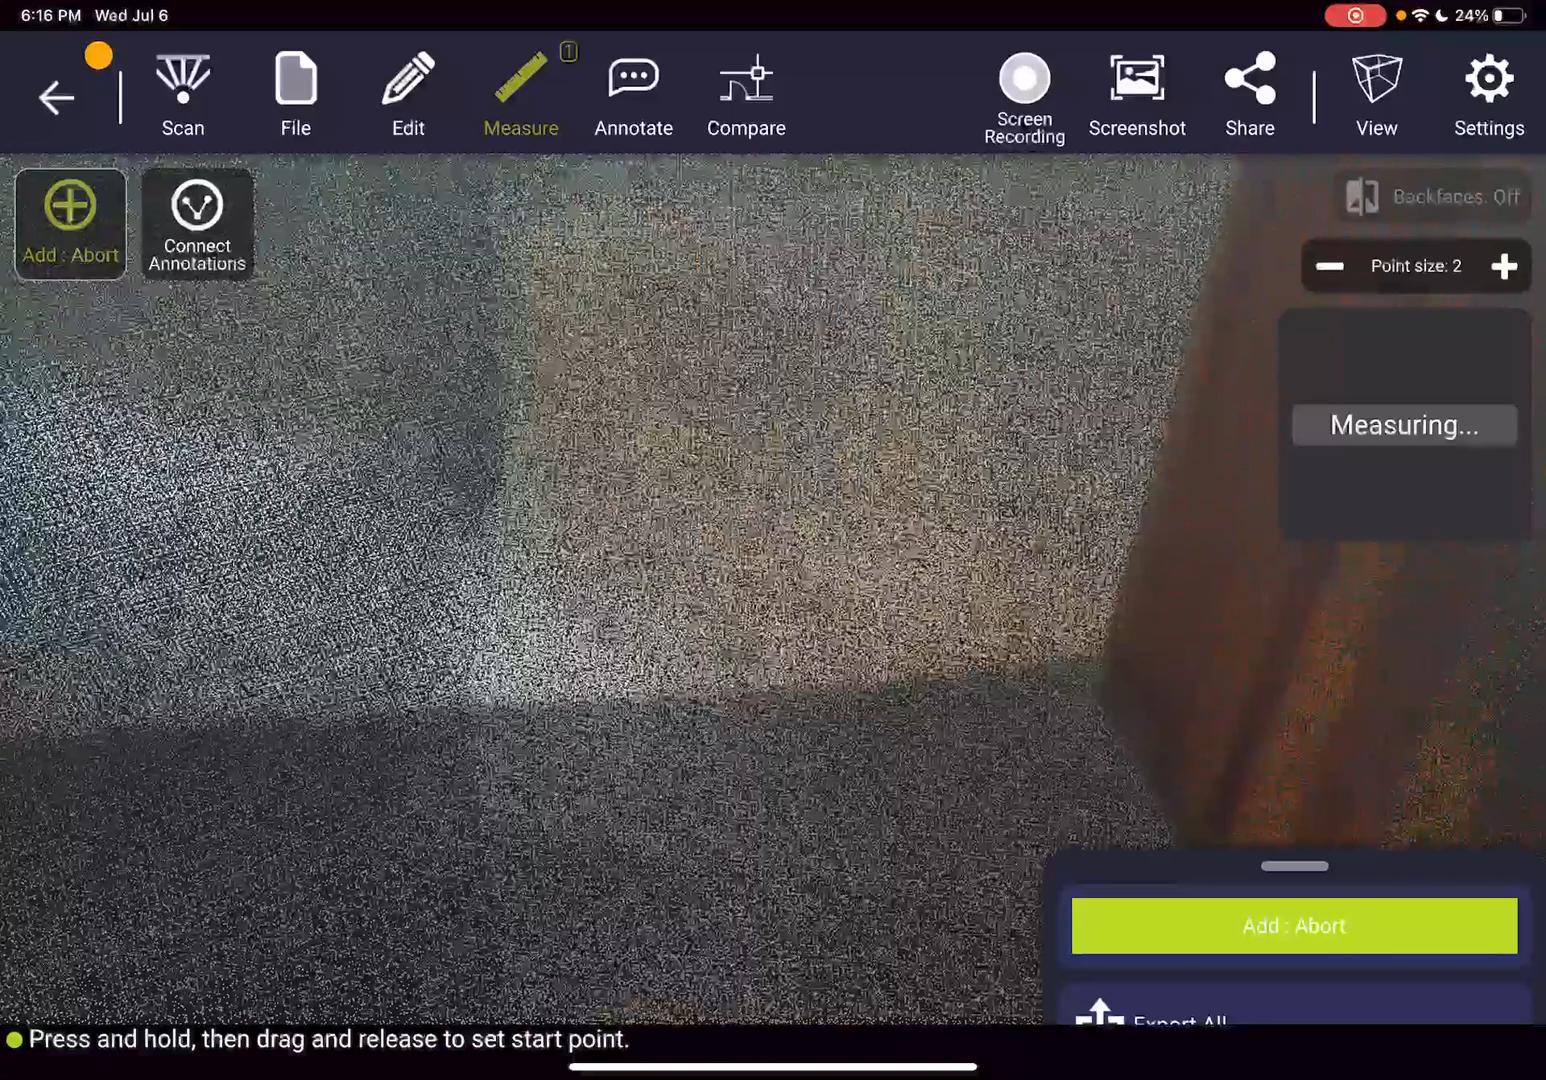 6:16 PM Wed Jul 6
24%
1
Scan
File
Edit
Measure
Annotate
Compare
Screen
Recording
Screenshot
Share
View
Settings
Add : Abort
Connect
Annotations
Backfaces: Off
Point size: 2
Measuring...
Add : Abort
Export All
Press and hold, then drag and release to set start point.